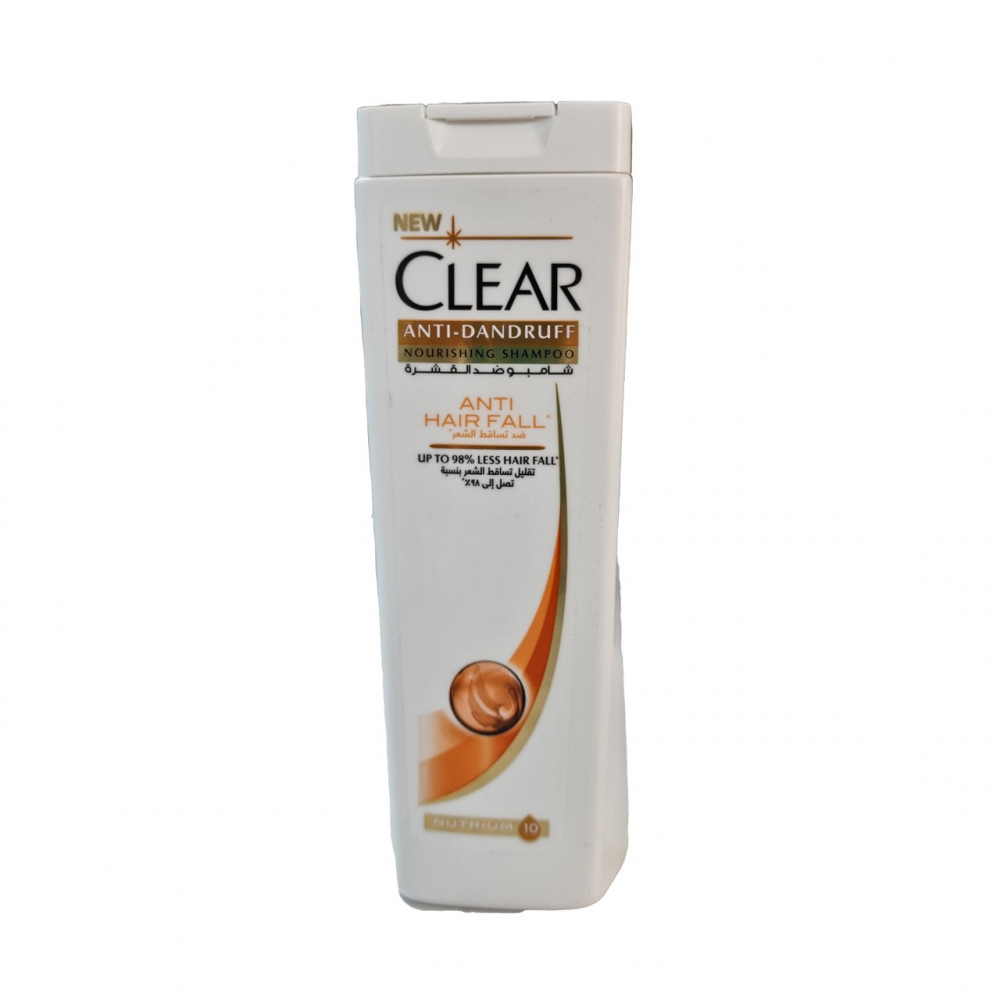 NEW
CLEAR
ANTI-DANDRUFF
NOURISHING SHAMPOO
شامبو ضد القشرة
ANTI
HAIR FALL*
ضد تساقط الشعر*
UP TO 98% LESS HAIR FALL*
تقليل تساقط الشعر بنسبة
تصل إلى ٩٨٪*
NUTRIUM 10